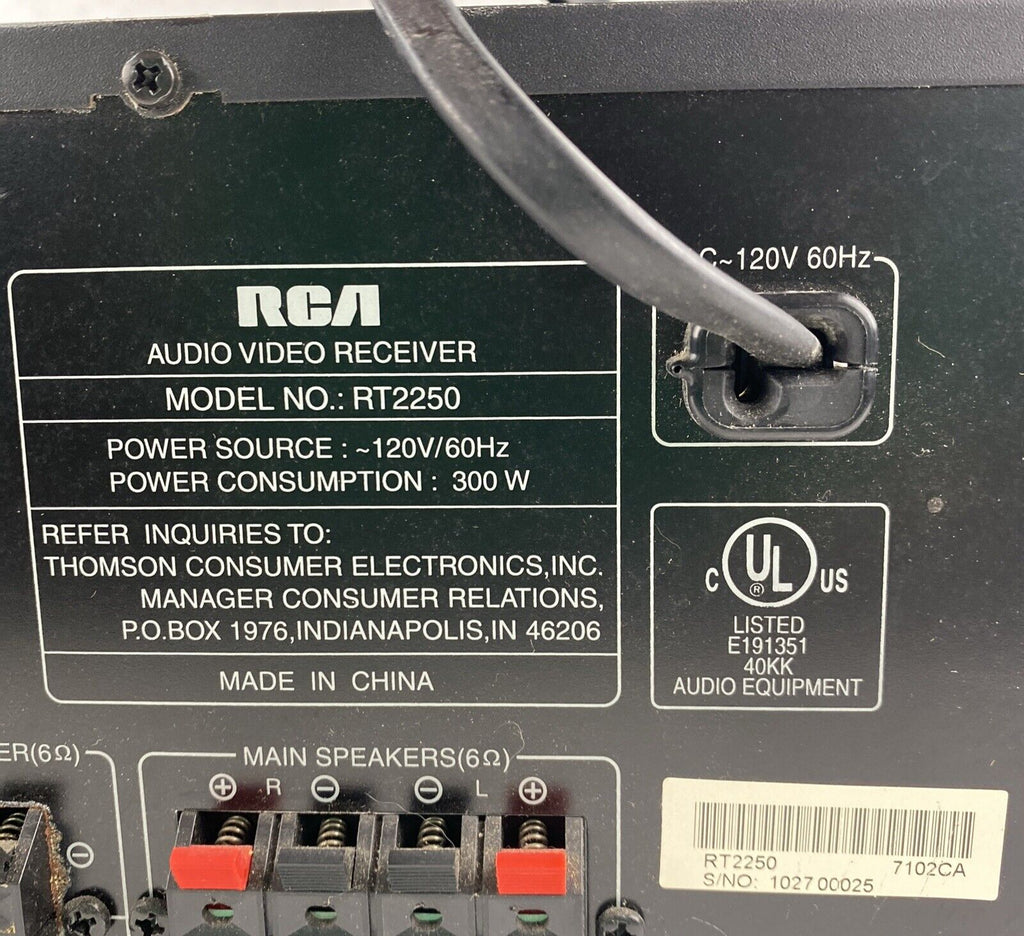 RCA
AUDIO VIDEO RECEIVER
MODEL NO.: RT2250
POWER SOURCE : ~120V/60Hz
POWER CONSUMPTION : 300 W
REFER INQUIRIES TO:
THOMSON CONSUMER ELECTRONICS,INC.
MANAGER CONSUMER RELATIONS,
P.O.BOX 1976,INDIANAPOLIS,IN 46206
MADE IN CHINA
C~120V 60Hz
C UL ® US
LISTED
E191351
40KK
AUDIO EQUIPMENT
ER(6Ω)
⊖
MAIN SPEAKERS(6Ω)
⊕ R ⊖ ⊖ L ⊕
RT2250 7102CA
S/NO: 102700025